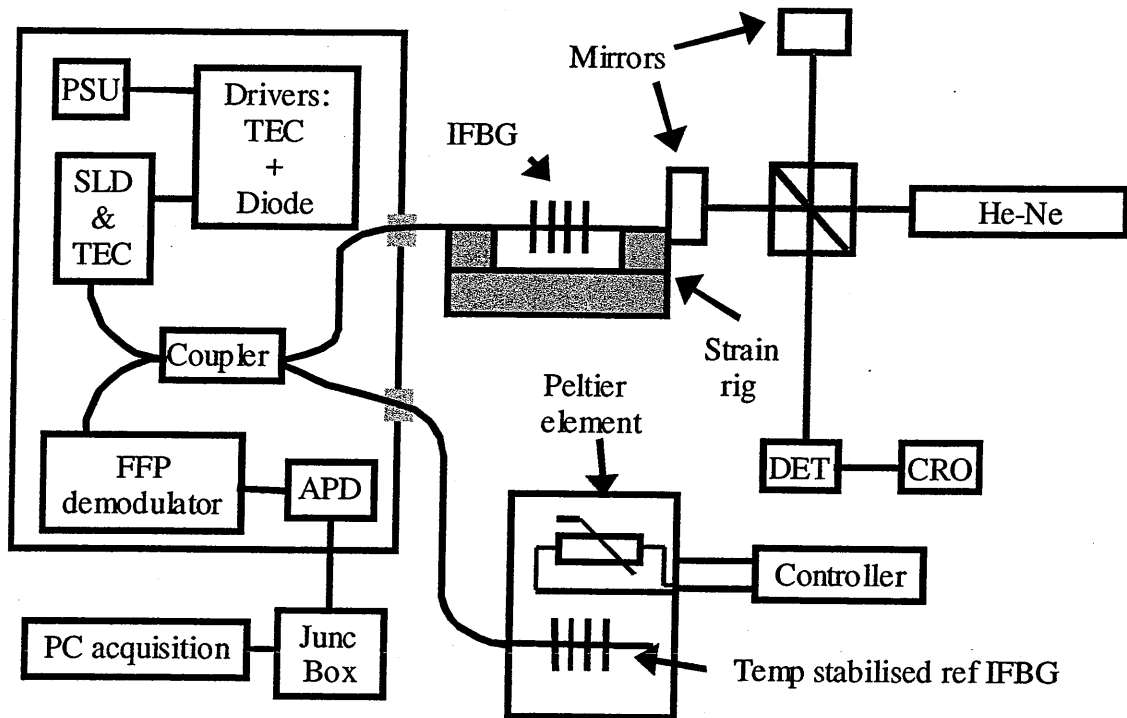 PSU
Drivers:
TEC
+
Diode
SLD
&
TEC
Coupler
FFP
demodulator
APD
PC acquisition
Junc
Box
IFBG
Mirrors
He-Ne
Strain
rig
DET
CRO
Peltier
element
Controller
Temp stabilised ref IFBG